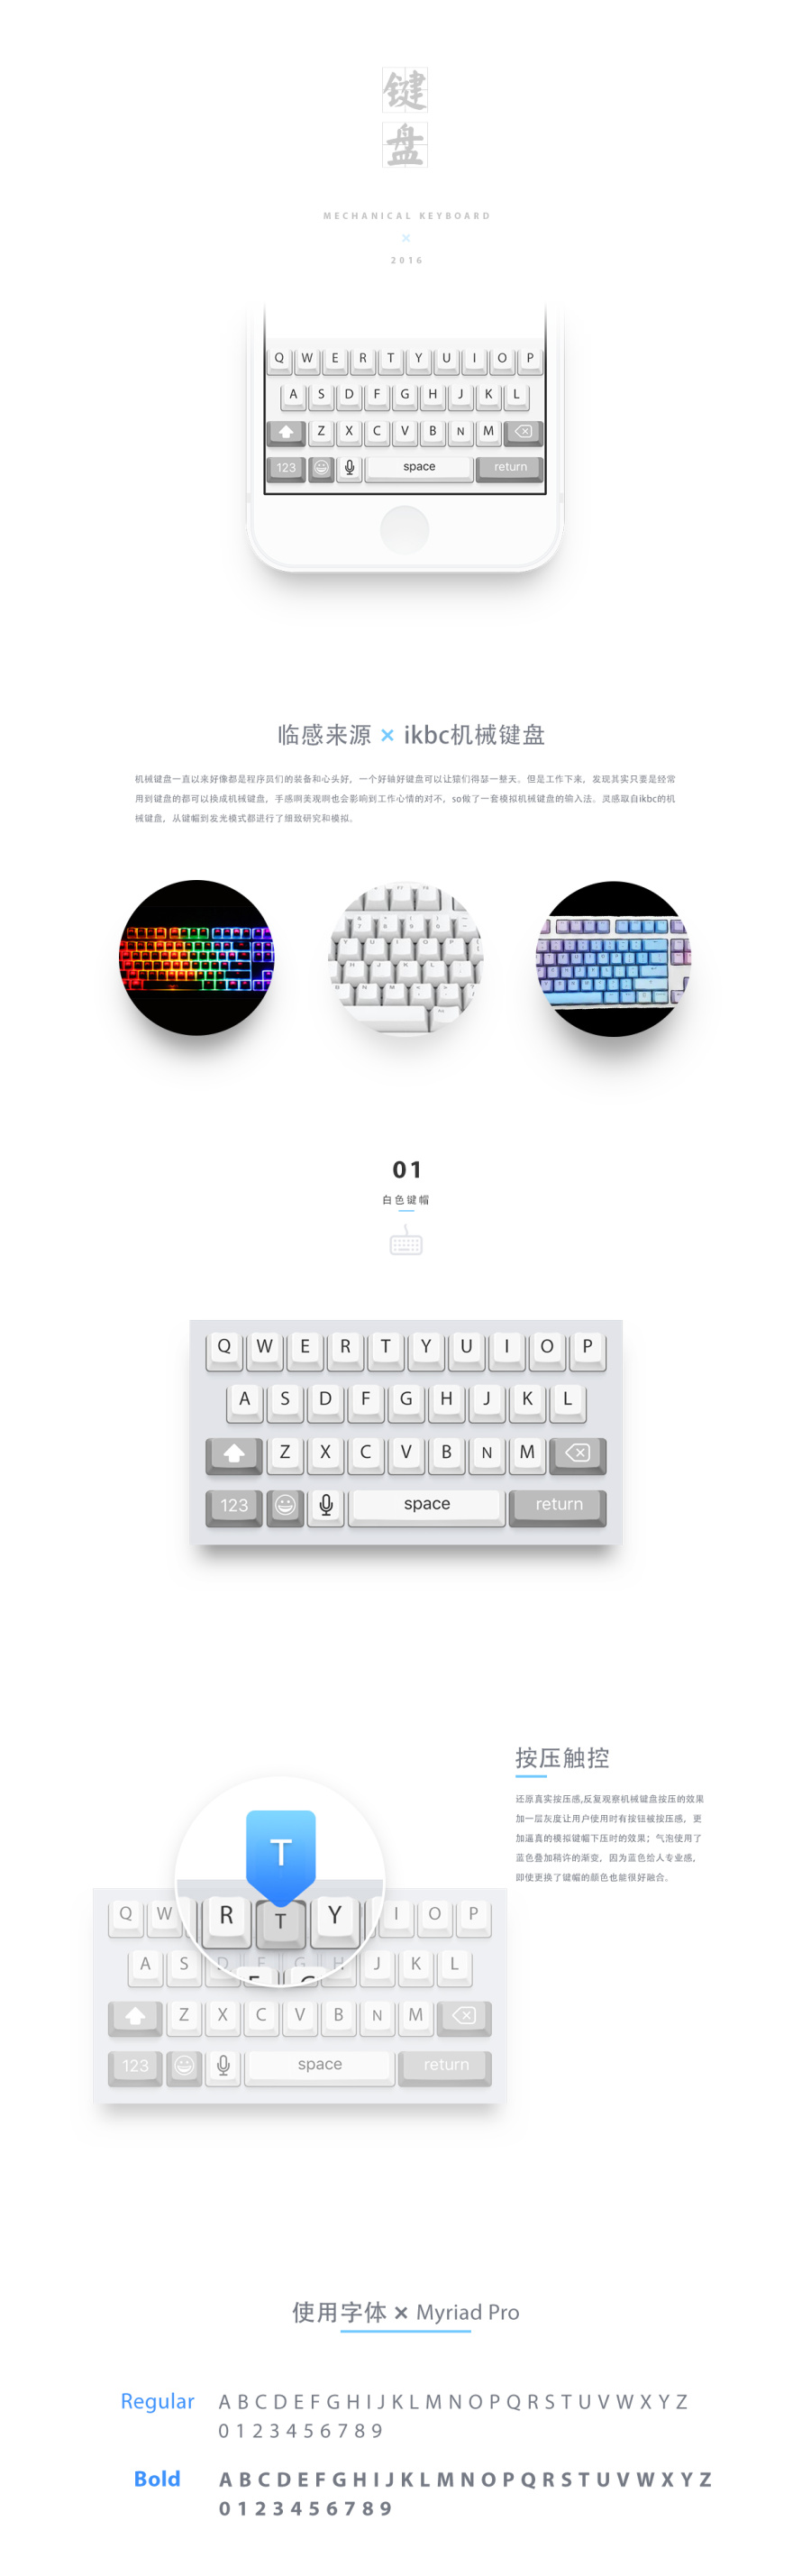 键
盘
MECHANICAL KEYBOARD
×
2016
Q W E R T Y U I O P
A S D F G H J K L
Z X C V B N M
123 space return
临感来源 × ikbc机械键盘
机械键盘一直以来好像都是程序员们的装备和心头好，一个好轴好键盘可以让猿们得瑟一整天。但是工作下来，发现其实只要是经常
用到键盘的都可以换成机械键盘，手感啊美观啊也会影响到工作心情的对不，so做了一套模拟机械键盘的输入法。灵感取自ikbc的机
械键盘，从键帽到发光模式都进行了细致研究和模拟。
01
白色键帽
Q W E R T Y U I O P
A S D F G H J K L
Z X C V B N M
123 space return
按压触控
还原真实按压感,反复观察机械键盘按压的效果
加一层灰度让用户使用时有按钮被按压感，更
加逼真的模拟键帽下压时的效果；气泡使用了
蓝色叠加稍许的渐变，因为蓝色给人专业感，
即使更换了键帽的颜色也能很好融合。
T
Q W R T Y I O P
A S D F G H J K L
Z X C V B N M
123 space return
使用字体 × Myriad Pro
Regular A B C D E F G H I J K L M N O P Q R S T U V W X Y Z
0 1 2 3 4 5 6 7 8 9
Bold A B C D E F G H I J K L M N O P Q R S T U V W X Y Z
0 1 2 3 4 5 6 7 8 9